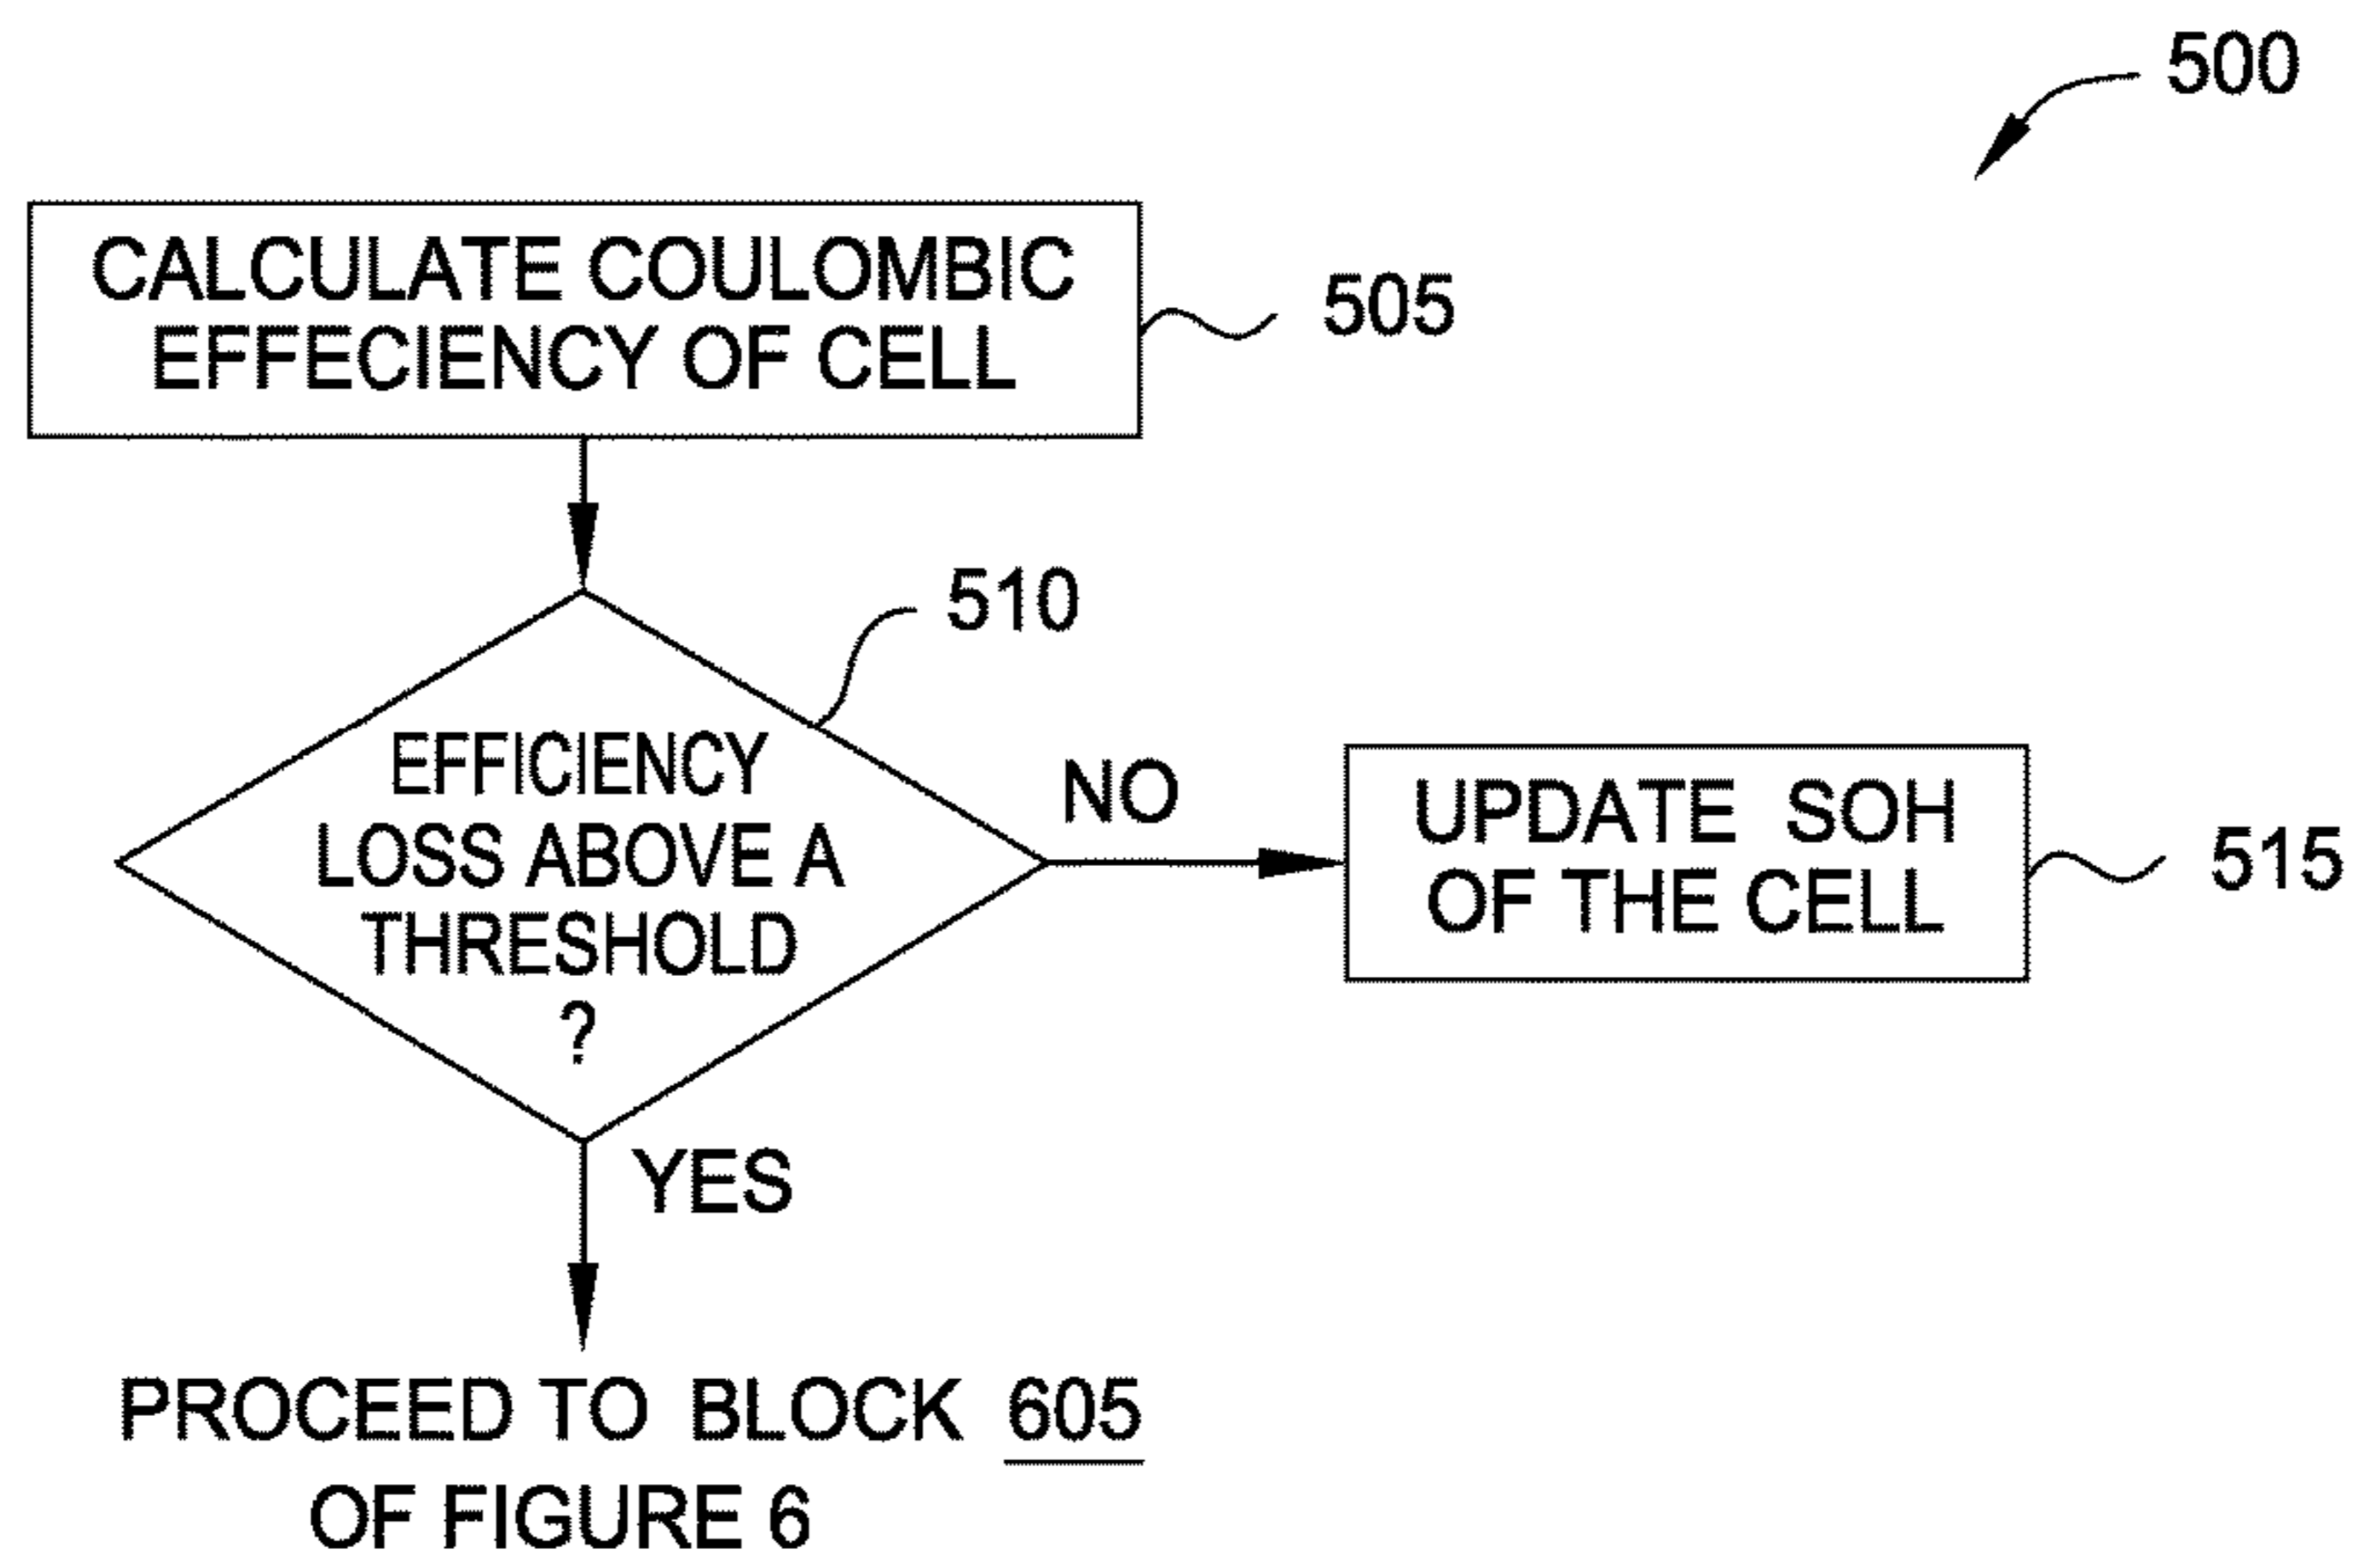 500
CALCULATE COULOMBIC
EFFECIENCY OF CELL
505
510
EFFICIENCY
LOSS ABOVE A
THRESHOLD
?
NO
UPDATE SOH
OF THE CELL
515
YES
PROCEED TO BLOCK 605
OF FIGURE 6